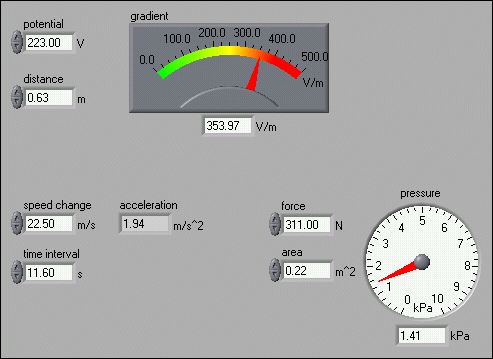 potential
223.00 V
distance
0.63 m
gradient
0.0 100.0 200.0 300.0 400.0 500.0
V/m
353.97 V/m
speed change
22.50 m/s
acceleration
1.94 m/s^2
time interval
11.60 s
force
311.00 N
area
0.22 m^2
pressure
0 1 2 3 4 5 6 7 8 9 10
kPa
1.41 kPa